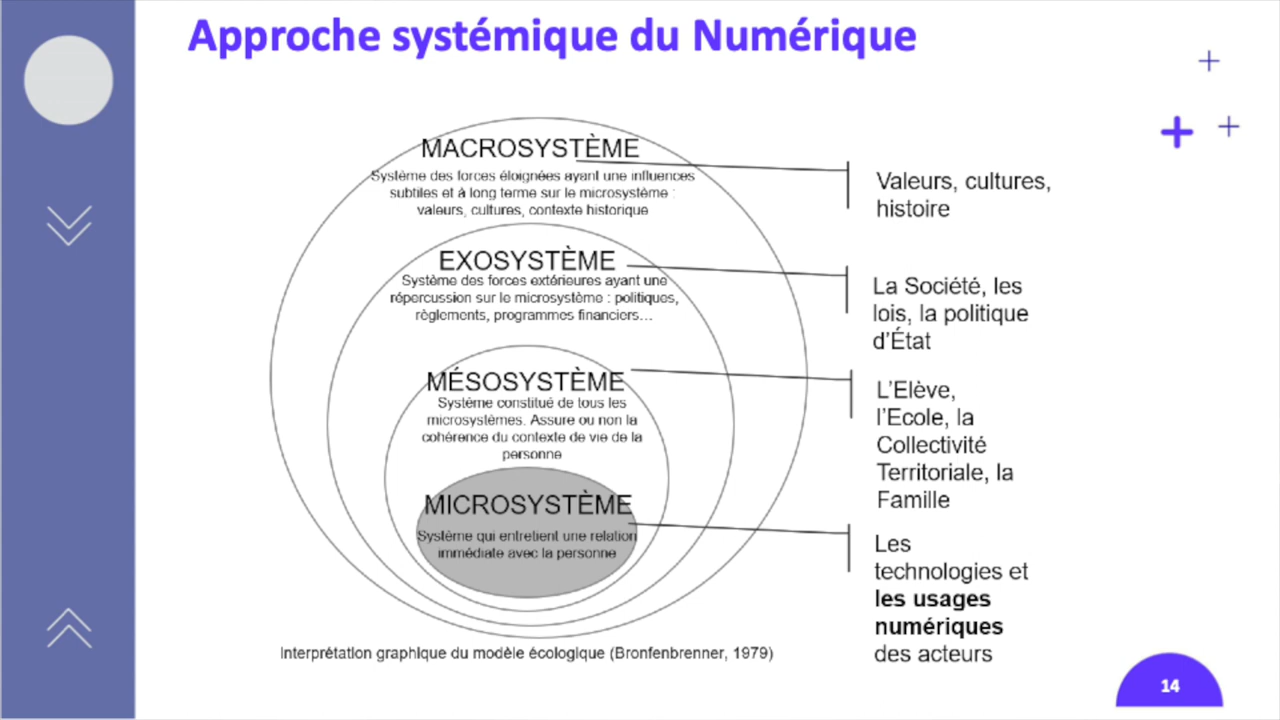 Approche systémique du Numérique
MACROSYSTÈME
Système des forces éloignées ayant une influences
subtiles et à long terme sur le microsystème :
valeurs, cultures, contexte historique
Valeurs, cultures,
histoire
EXOSYSTÈME
Système des forces extérieures ayant une
répercussion sur le microsystème : politiques,
règlements, programmes financiers...
La Société, les
lois, la politique
d'État
MÉSOSYSTÈME
Système constitué de tous les
microsystèmes. Assure ou non la
cohérence du contexte de vie de la
personne
L'Elève,
l'Ecole, la
Collectivité
Territoriale, la
Famille
MICROSYSTÈME
Système qui entretient une relation
immédiate avec la personne
Les
technologies et
les usages
numériques
des acteurs
Interprétation graphique du modèle écologique (Bronfenbrenner, 1979)
14